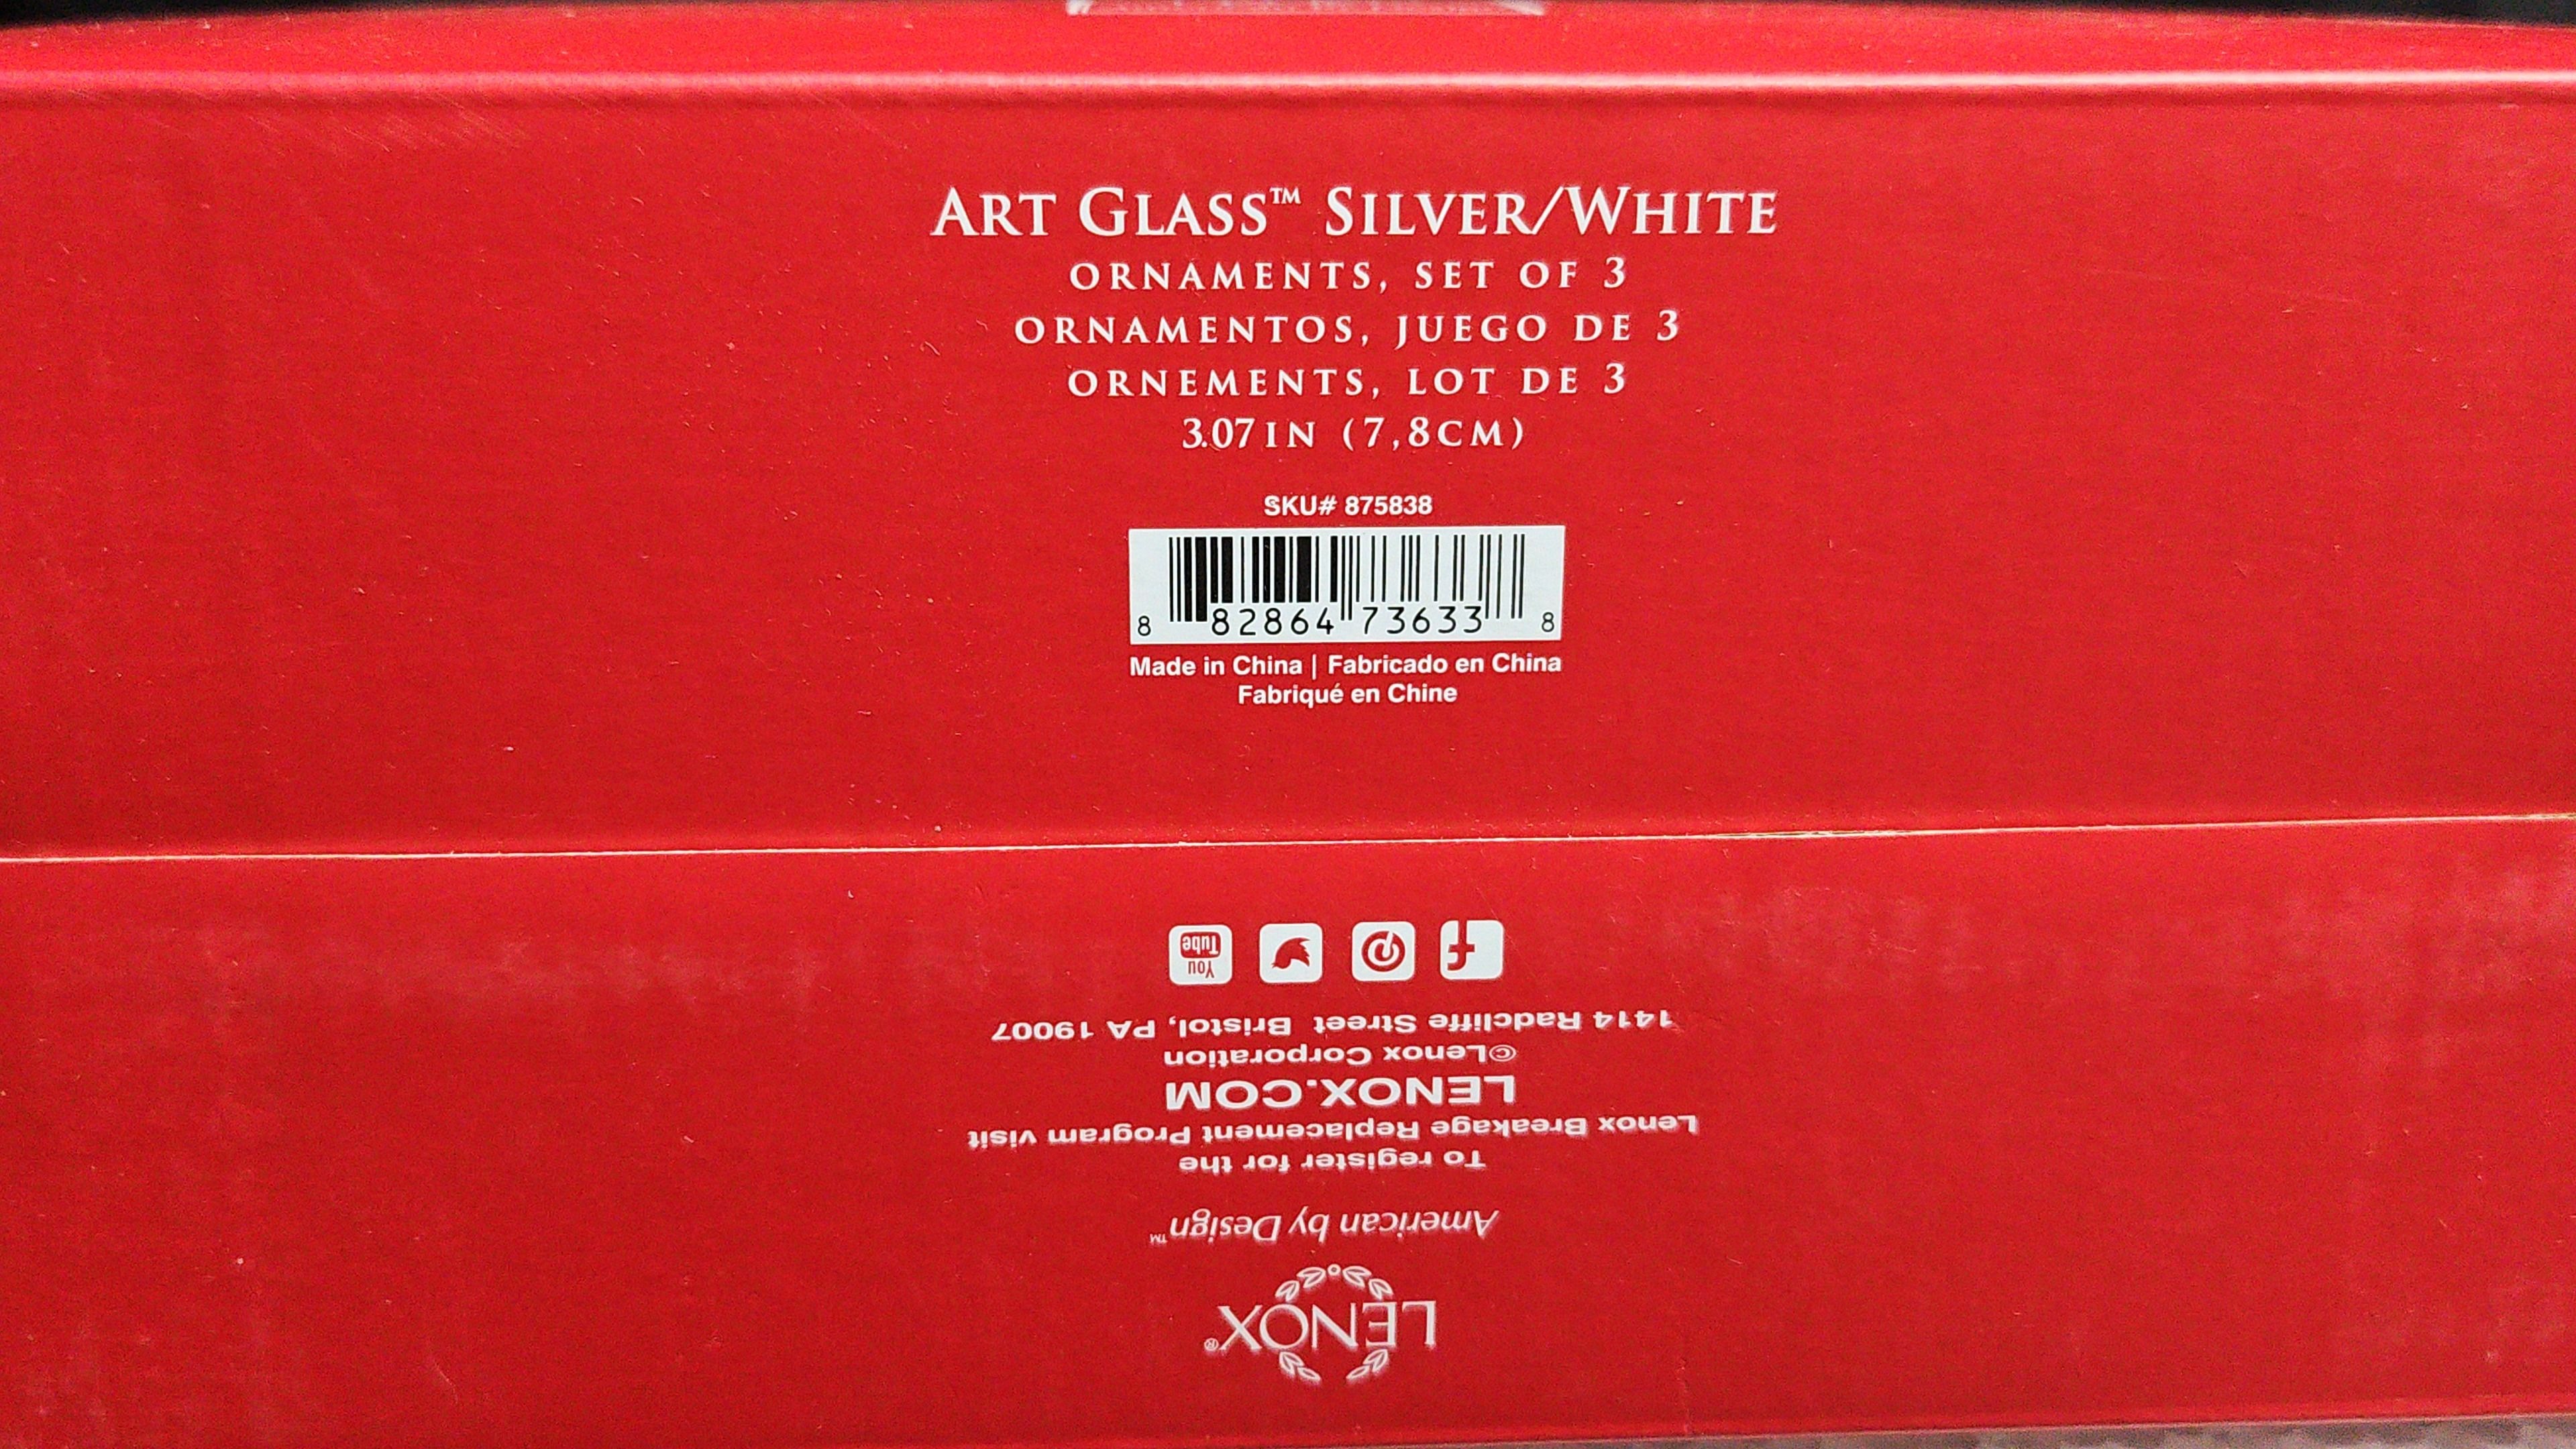 ART GLASS™ SILVER/WHITE
ORNAMENTS, SET OF 3
ORNAMENTOS, JUEGO DE 3
ORNEMENTS, LOT DE 3
3.07 IN (7,8CM)
SKU# 875838
8 82864 73633 8
Made in China | Fabricado en China
Fabriqué en Chine
LENOX®
American by Design™
To register for the
Lenox Breakage Replacement Program visit
LENOX.COM
©Lenox Corporation
1414 Radcliffe Street Bristol, PA 19007
You Tube